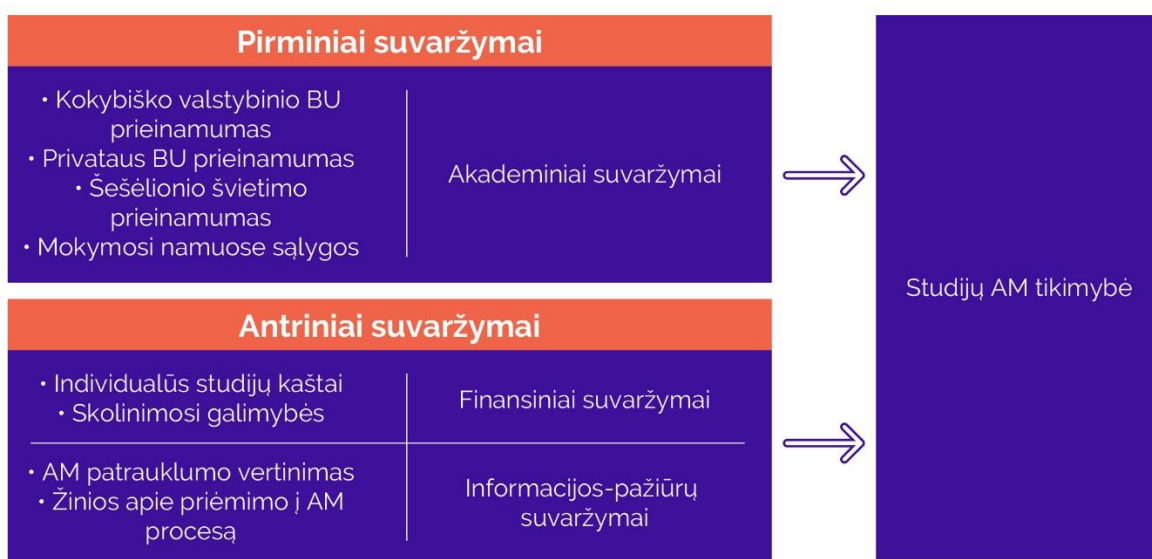 Pirminiai suvaržymai
• Kokybiško valstybinio BU
prieinamumas
• Privataus BU prieinamumas
• Šešėlionio švietimo
prieinamumas
• Mokymosi namuose sąlygos
Akademiniai suvaržymai
Antriniai suvaržymai
• Individualūs studijų kaštai
• Skolinimosi galimybės
Finansiniai suvaržymai
• AM patrauklumo vertinimas
• Žinios apie priėmimo į AM
procesą
Informacijos-pažiūrų
suvaržymai
Studijų AM tikimybė